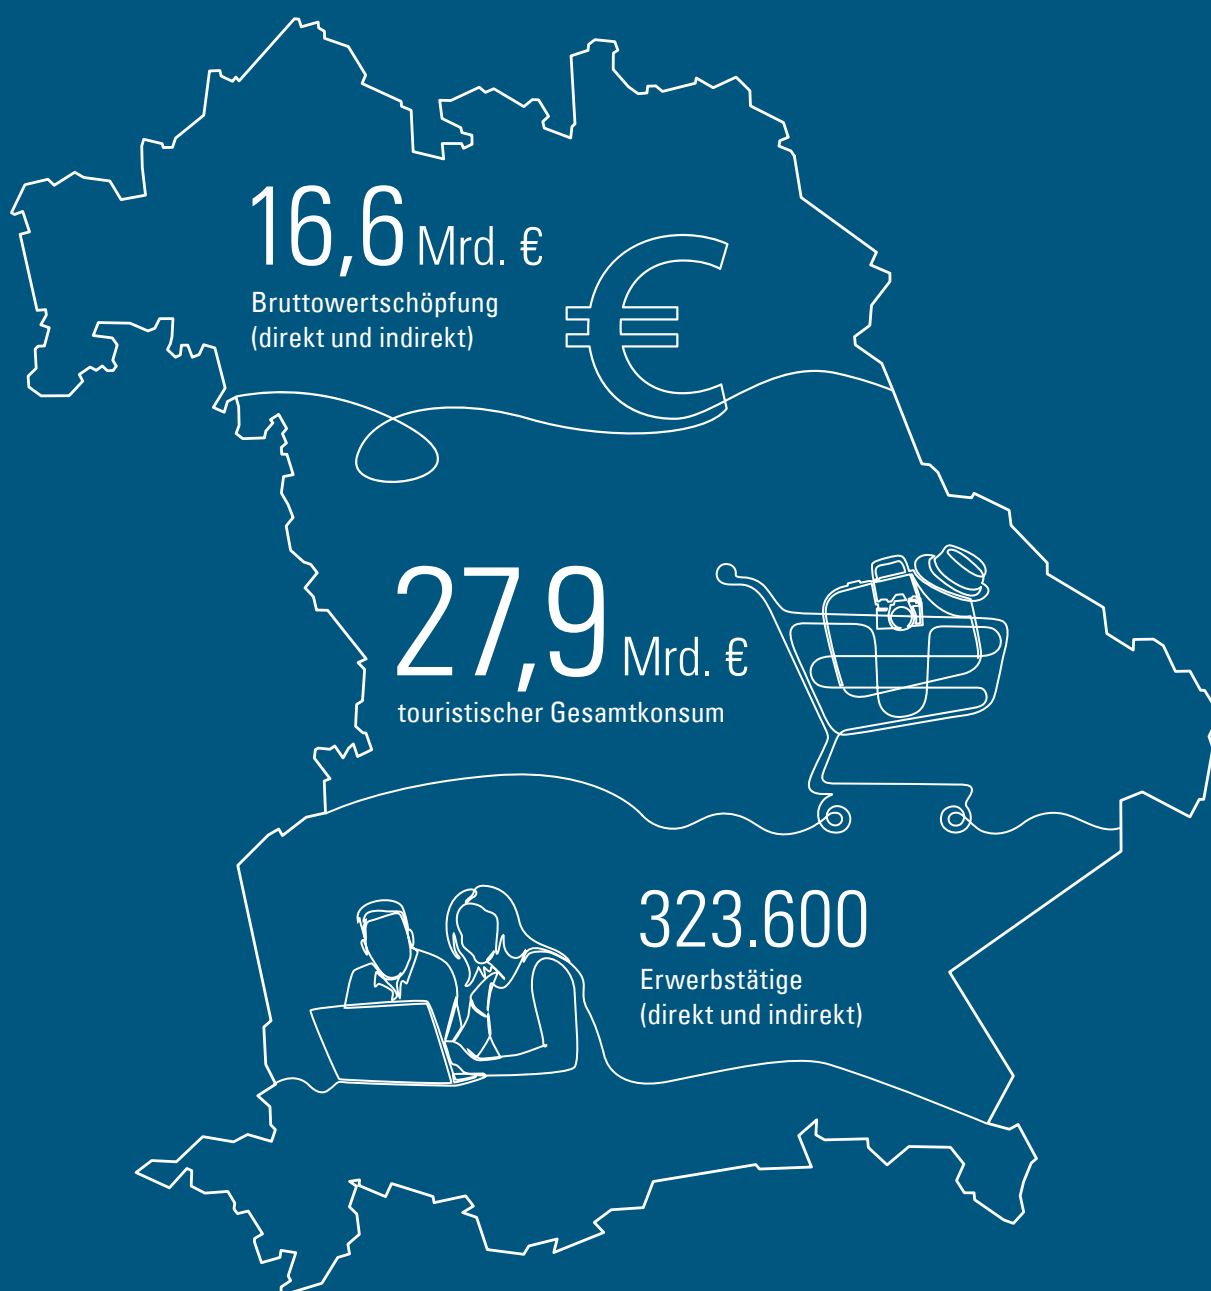 16,6 Mrd. €
Bruttowertschöpfung
(direkt und indirekt)
27,9 Mrd. €
touristischer Gesamtkonsum
323.600
Erwerbstätige
(direkt und indirekt)